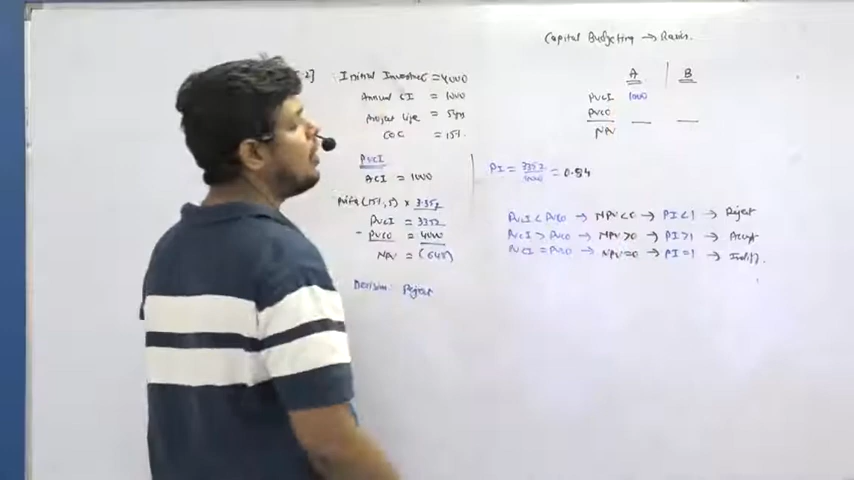 Capital Budgeting → Ravin.
2] Initial Investment = 4000
Annual CI = 1000
Project life = 5yrs
COC = 15%
PVCI
ACI = 1000
PVAF(15%,5) × 3.352
PVCI = 3352
- PVCO = 4000
NPV = (648)
Decision: Reject
A B
PVCI 1000
PVCO
NPV
PI = 3352/4000 = 0.84
PVCI < PVCO → NPV<0 → PI<1 → Reject
PVCI > PVCO → NPV>0 → PI>1 → Accept
PVCI = PVCO → NPV=0 → PI=1 → Indiff.